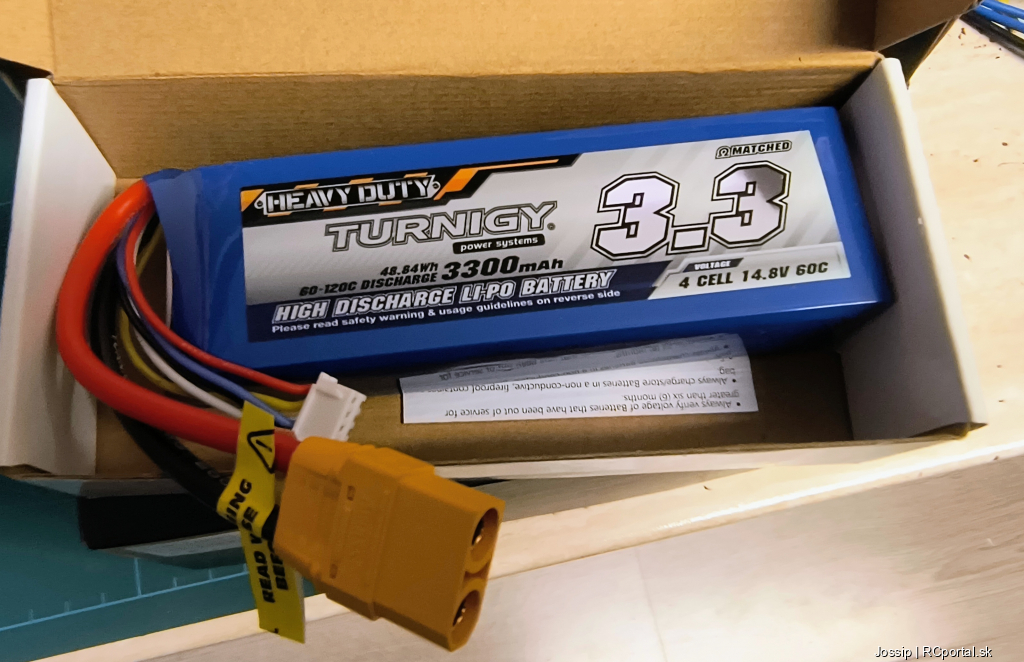 MATCHED
HEAVY DUTY
TURNIGY
power systems
3.3
48.84Wh
60-120C DISCHARGE 3300mAh
VOLTAGE
4 CELL 14.8V 60C
HIGH DISCHARGE LI-PO BATTERY
Please read safety warning & usage guidelines on reverse side
• Always verify voltage of Batteries that have been out of service for
greater than six (6) months
• Always charge/store Batteries in a non-conductive, fireproof container
bag
READ
Jossip | RCportal.sk